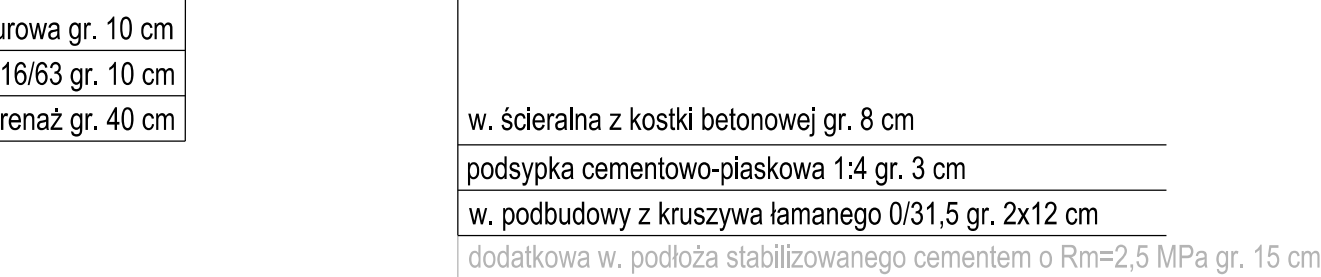 urowa gr. 10 cm
16/63 gr. 10 cm
renaż gr. 40 cm
w. ścieralna z kostki betonowej gr. 8 cm
podsypka cementowo-piaskowa 1:4 gr. 3 cm
w. podbudowy z kruszywa łamanego 0/31,5 gr. 2x12 cm
dodatkowa w. podłoża stabilizowanego cementem o Rm=2,5 MPa gr. 15 cm